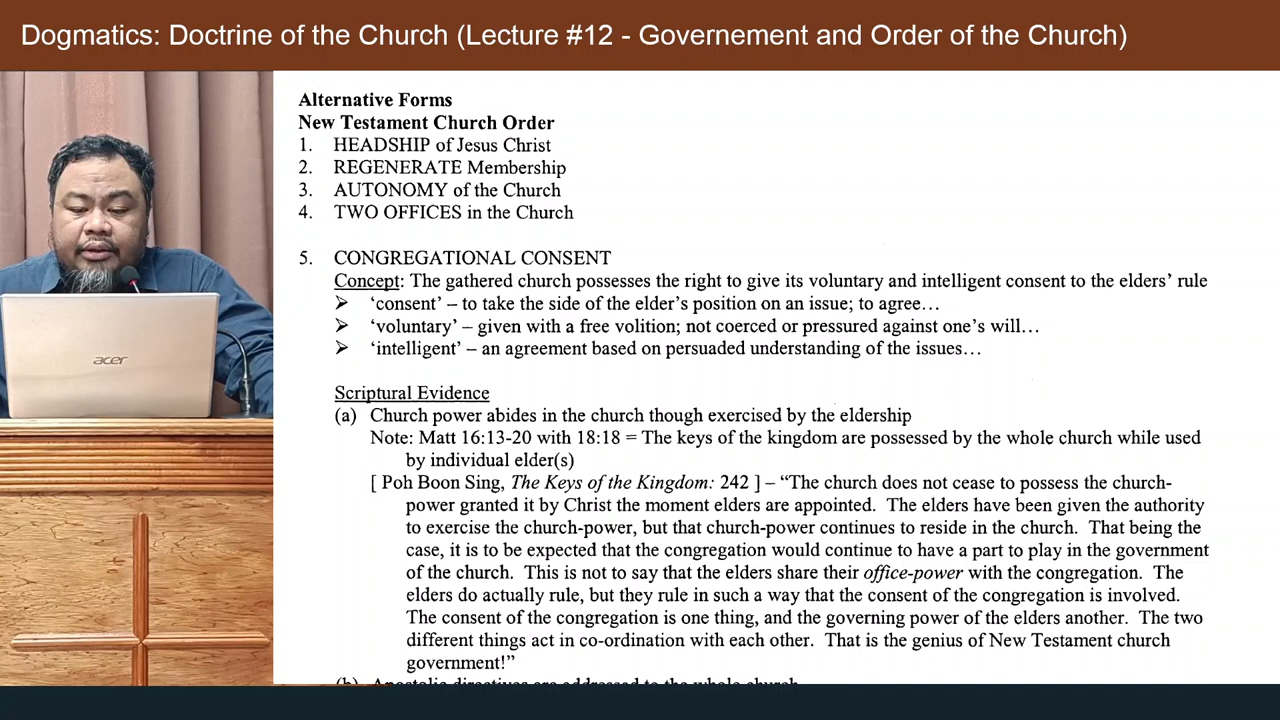 Dogmatics: Doctrine of the Church (Lecture #12 - Governement and Order of the Church)
Alternative Forms
New Testament Church Order
1. HEADSHIP of Jesus Christ
2. REGENERATE Membership
3. AUTONOMY of the Church
4. TWO OFFICES in the Church
5. CONGREGATIONAL CONSENT
Concept: The gathered church possesses the right to give its voluntary and intelligent consent to the elders' rule
➢ 'consent' – to take the side of the elder's position on an issue; to agree…
➢ 'voluntary' – given with a free volition; not coerced or pressured against one's will…
➢ 'intelligent' – an agreement based on persuaded understanding of the issues…
Scriptural Evidence
(a) Church power abides in the church though exercised by the eldership
Note: Matt 16:13-20 with 18:18 = The keys of the kingdom are possessed by the whole church while used
by individual elder(s)
[ Poh Boon Sing, The Keys of the Kingdom: 242 ] – "The church does not cease to possess the church-
power granted it by Christ the moment elders are appointed. The elders have been given the authority
to exercise the church-power, but that church-power continues to reside in the church. That being the
case, it is to be expected that the congregation would continue to have a part to play in the government
of the church. This is not to say that the elders share their office-power with the congregation. The
elders do actually rule, but they rule in such a way that the consent of the congregation is involved.
The consent of the congregation is one thing, and the governing power of the elders another. The two
different things act in co-ordination with each other. That is the genius of New Testament church
government!"
(b) Apostolic directives are addressed to the whole church
acer